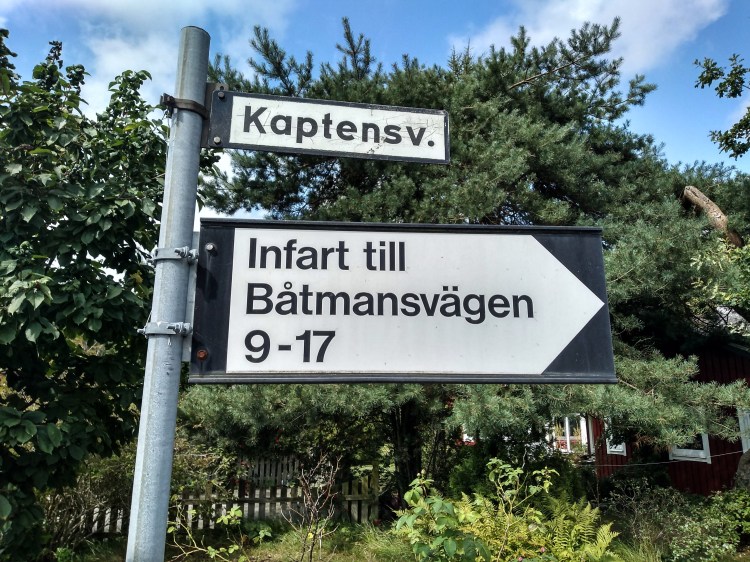 Kaptensv.
Infart till
Båtmansvägen
9-17